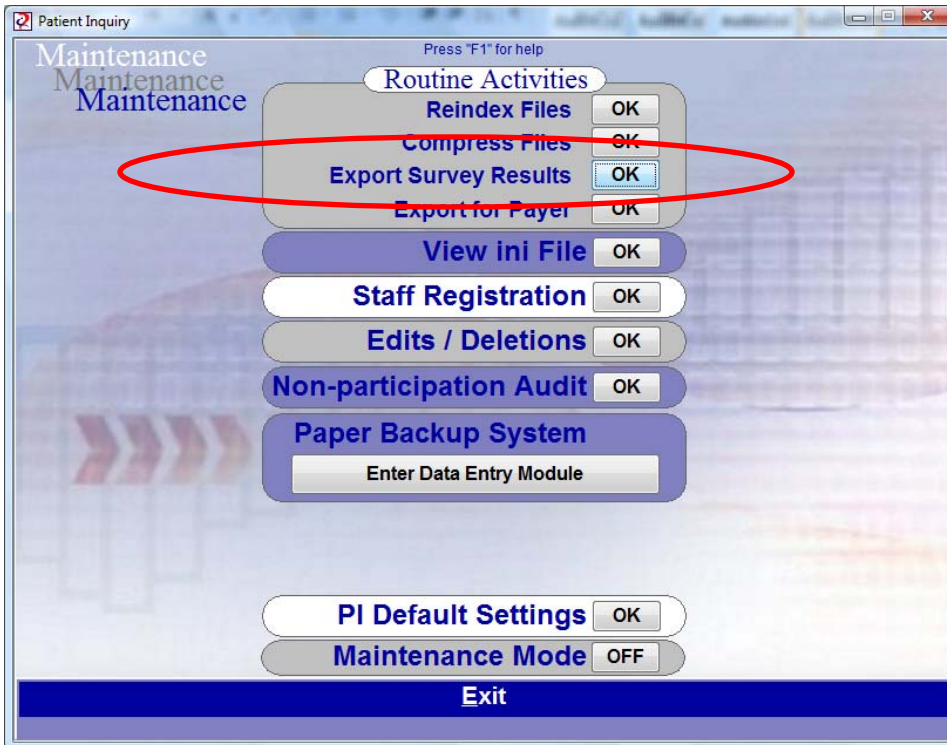 Patient Inquiry
Press "F1" for help
Maintenance
Maintenance
Maintenance
Routine Activities
Reindex Files OK
Compress Files OK
Export Survey Results OK
Export for Payer OK
View ini File OK
Staff Registration OK
Edits / Deletions OK
Non-participation Audit OK
Paper Backup System
Enter Data Entry Module
PI Default Settings OK
Maintenance Mode OFF
Exit